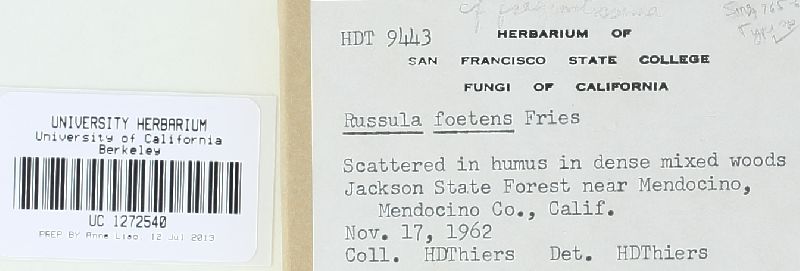 UNIVERSITY HERBARIUM
University of California
Berkeley
UC 1272540
PREP BY Anne Liao, 12 Jul 2013
cf
HDT 9443
HERBARIUM OF
SAN FRANCISCO STATE COLLEGE
FUNGI OF CALIFORNIA
Russula foetens Fries
Scattered in humus in dense mixed woods
Jackson State Forest near Mendocino,
Mendocino Co., Calif.
Nov. 17, 1962
Coll. HDThiers Det. HDThiers